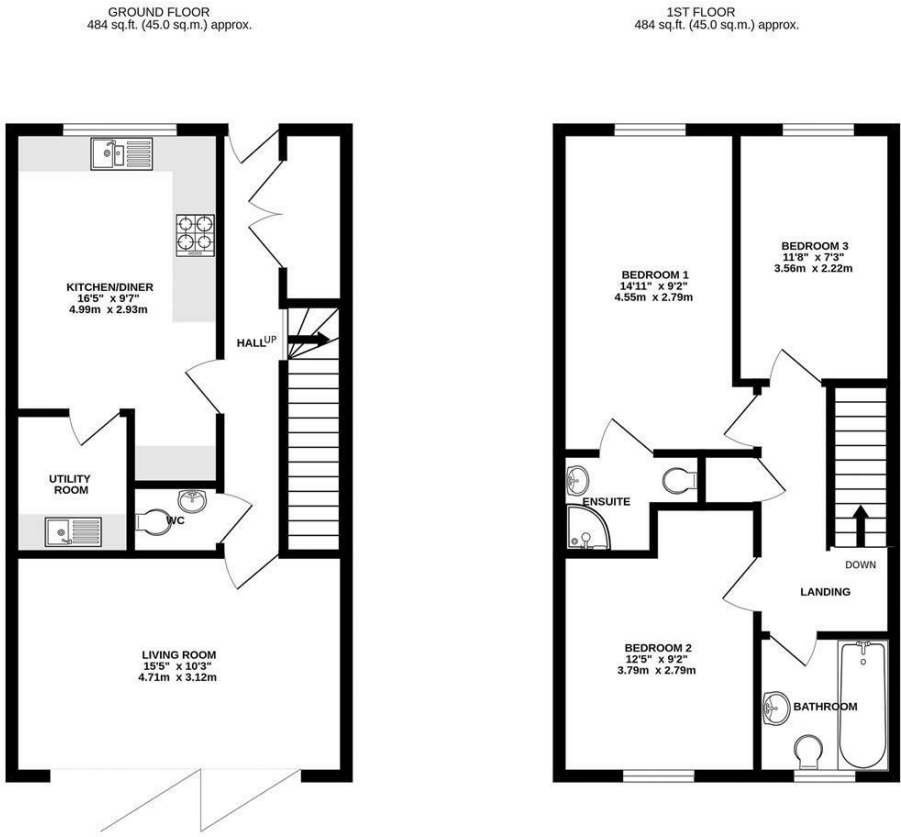 GROUND FLOOR
484 sq.ft. (45.0 sq.m.) approx.
1ST FLOOR
484 sq.ft. (45.0 sq.m.) approx.
KITCHEN/DINER
16'5" x 9'7"
4.99m x 2.93m
HALL
UP
UTILITY
ROOM
WC
LIVING ROOM
15'5" x 10'3"
4.71m x 3.12m
BEDROOM 1
14'11" x 9'2"
4.55m x 2.79m
BEDROOM 3
11'8" x 7'3"
3.56m x 2.22m
ENSUITE
DOWN
LANDING
BEDROOM 2
12'5" x 9'2"
3.79m x 2.79m
BATHROOM